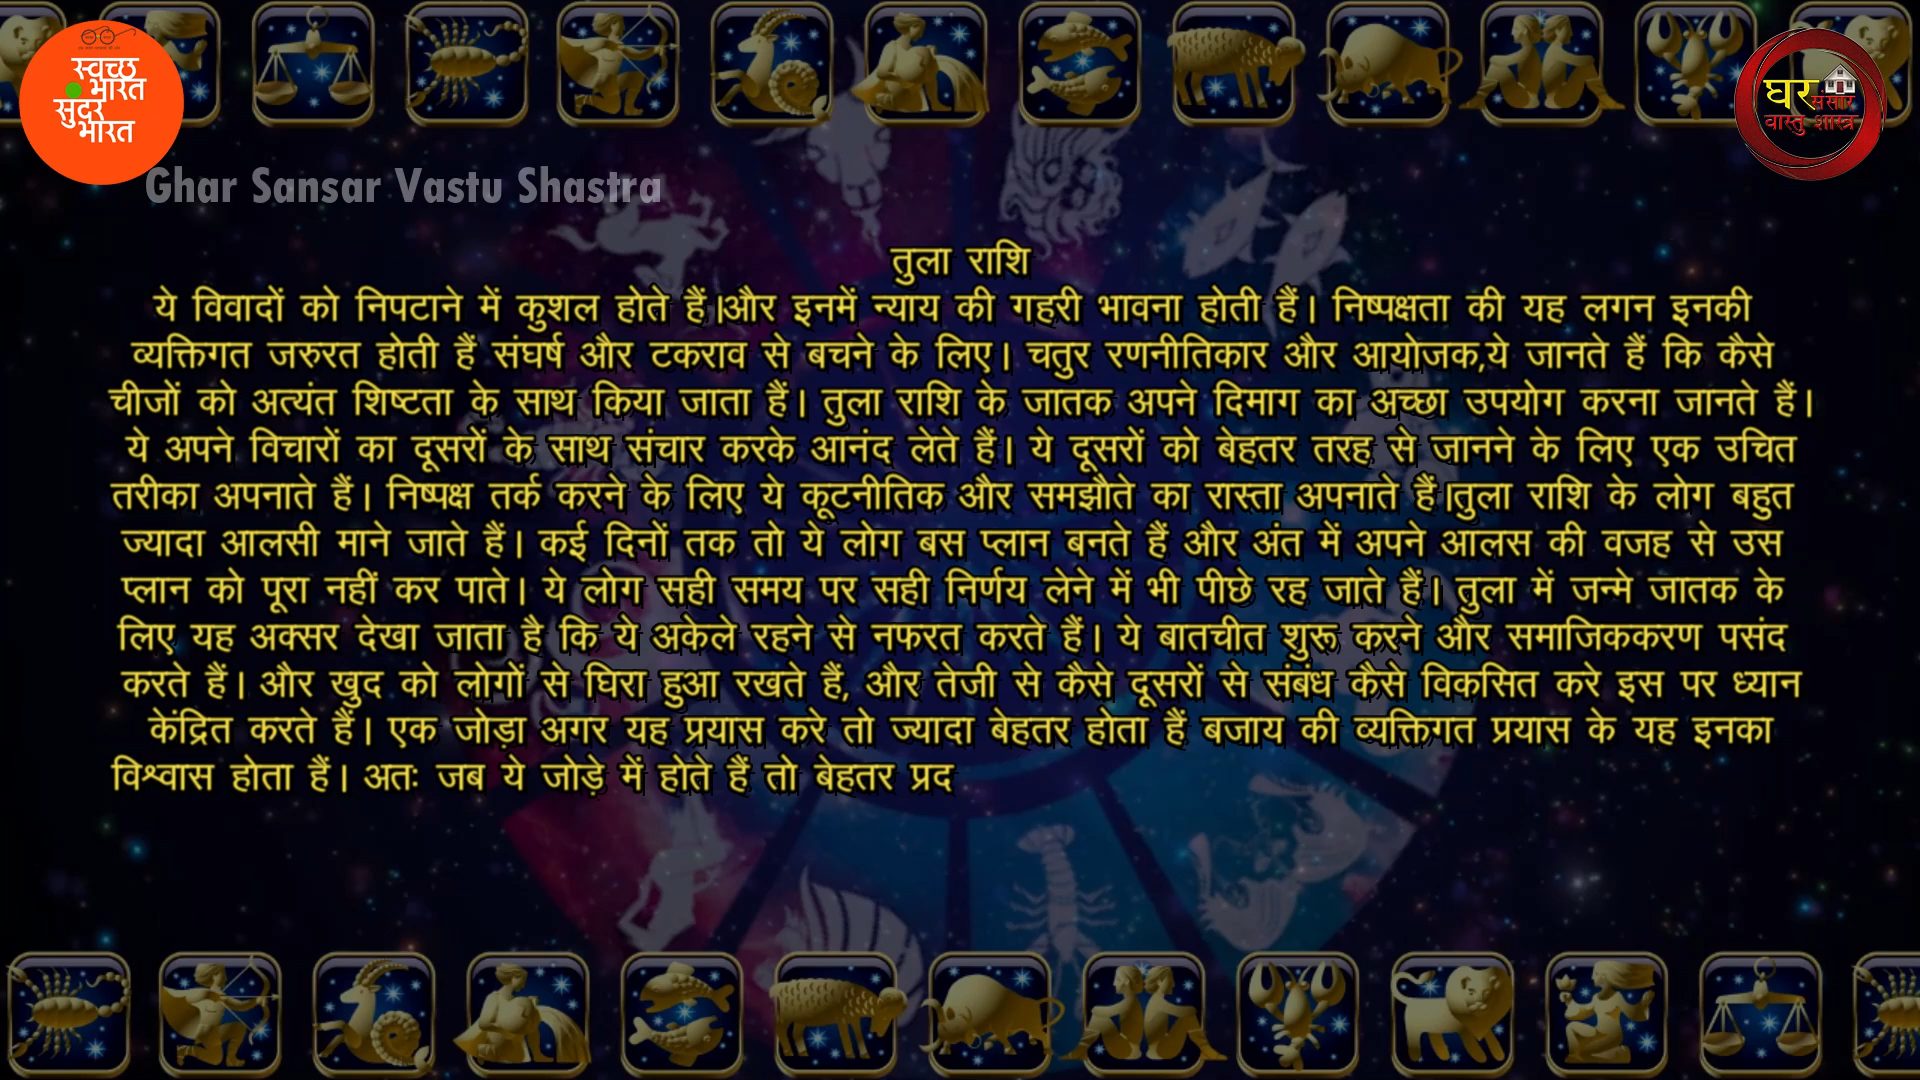 स्वच्छ
भारत
सुंदर
भारत
घर
संसार
वास्तु शास्त्र
Ghar Sansar Vastu Shastra
तुला राशि
ये विवादों को निपटाने में कुशल होते हैं।और इनमें न्याय की गहरी भावना होती हैं। निष्पक्षता की यह लगन इनकी
व्यक्तिगत जरुरत होती हैं संघर्ष और टकराव से बचने के लिए। चतुर रणनीतिकार और आयोजक,ये जानते हैं कि कैसे
चीजों को अत्यंत शिष्टता के साथ किया जाता हैं। तुला राशि के जातक अपने दिमाग का अच्छा उपयोग करना जानते हैं।
ये अपने विचारों का दूसरों के साथ संचार करके आनंद लेते हैं। ये दूसरों को बेहतर तरह से जानने के लिए एक उचित
तरीका अपनाते हैं। निष्पक्ष तर्क करने के लिए ये कूटनीतिक और समझौते का रास्ता अपनाते हैं।तुला राशि के लोग बहुत
ज्यादा आलसी माने जाते हैं। कई दिनों तक तो ये लोग बस प्लान बनते हैं और अंत में अपने आलस की वजह से उस
प्लान को पूरा नहीं कर पाते। ये लोग सही समय पर सही निर्णय लेने में भी पीछे रह जाते हैं। तुला में जन्मे जातक के
लिए यह अक्सर देखा जाता है कि ये अकेले रहने से नफरत करते हैं। ये बातचीत शुरू करने और समाजिककरण पसंद
करते हैं। और खुद को लोगों से घिरा हुआ रखते हैं, और तेजी से कैसे दूसरों से संबंध कैसे विकसित करे इस पर ध्यान
केंद्रित करते हैं। एक जोड़ा अगर यह प्रयास करे तो ज्यादा बेहतर होता हैं बजाय की व्यक्तिगत प्रयास के यह इनका
विश्वास होता हैं। अतः जब ये जोड़े में होते हैं तो बेहतर प्रद